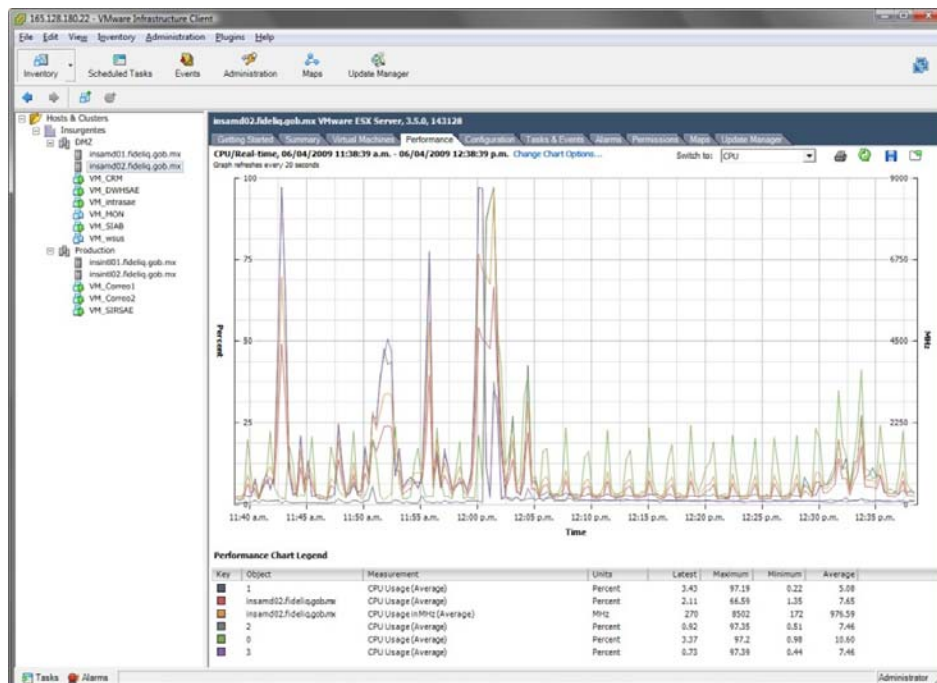 165.128.180.22 - VMware Infrastructure Client
File Edit View Inventory Administration Plugins Help
Inventory Scheduled Tasks Events Administration Maps Update Manager
Hosts & Clusters
Insurgentes
DMZ
insamd01.fideliq.gob.mx
insamd02.fideliq.gob.mx
VM_CRM
VM_DWHSAE
VM_intrasae
VM_MON
VM_SIAB
VM_wsus
Production
insintl01.fideliq.gob.mx
insintl02.fideliq.gob.mx
VM_Correo1
VM_Correo2
VM_SIRSAE
insamd02.fideliq.gob.mx VMware ESX Server, 3.5.0, 143128
Getting Started Summary Virtual Machines Performance Configuration Tasks & Events Alarms Permissions Maps Update Manager
CPU/Real-time, 06/04/2009 11:38:39 a.m. - 06/04/2009 12:38:39 p.m. Change Chart Options... Switch to: CPU
Graph refreshes every 20 seconds
100 9000
75 6750
Percent MHz
50 4500
25 2250
0 0
11:40 a.m. 11:45 a.m. 11:50 a.m. 11:55 a.m. 12:00 p.m. 12:05 p.m. 12:10 p.m. 12:15 p.m. 12:20 p.m. 12:25 p.m. 12:30 p.m. 12:35 p.m.
Time
Performance Chart Legend
Key Object Measurement Units Latest Maximum Minimum Average
1 CPU Usage (Average) Percent 3.43 97.19 0.22 5.08
insamd02.fideliq.gob.mx CPU Usage (Average) Percent 2.11 66.59 1.35 7.65
insamd02.fideliq.gob.mx CPU Usage in MHz (Average) MHz 270 8502 172 976.59
2 CPU Usage (Average) Percent 0.92 97.35 0.51 7.46
0 CPU Usage (Average) Percent 3.37 97.2 0.98 10.60
3 CPU Usage (Average) Percent 0.73 97.39 0.44 7.46
Tasks Alarms Administrator